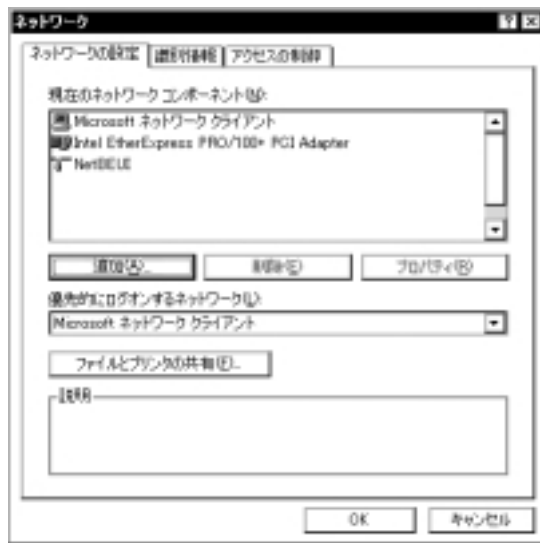 ネットワーク
ネットワークの設定 識別情報 アクセスの制御
現在のネットワーク コンポーネント(N):
Microsoft ネットワーク クライアント
Intel EtherExpress PRO/100+ PCI Adapter
NetBEUI
追加(A)... 削除(E) プロパティ(R)
優先的にログオンするネットワーク(L):
Microsoft ネットワーク クライアント
ファイルとプリンタの共有(F)...
説明
OK キャンセル